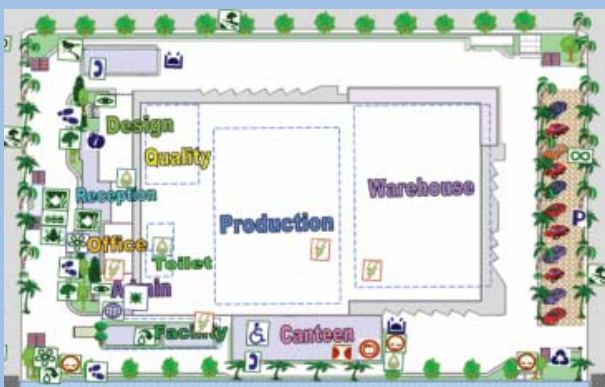 Design
Quality
Warehouse
Reception
Production
Office
Toilet
Admin
Facility
Canteen
P